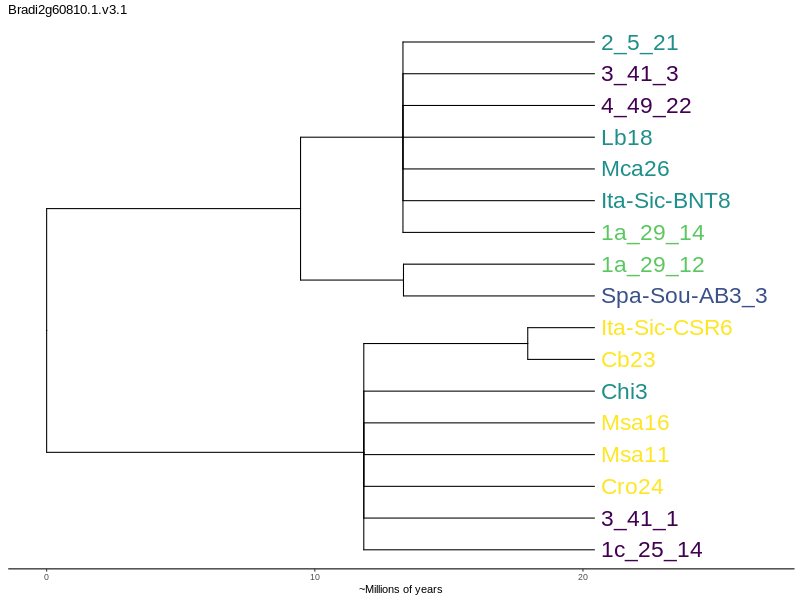 Bradi2g60810.1.v3.1
2_5_21
3_41_3
4_49_22
Lb18
Mca26
Ita-Sic-BNT8
1a_29_14
1a_29_12
Spa-Sou-AB3_3
Ita-Sic-CSR6
Cb23
Chi3
Msa16
Msa11
Cro24
3_41_1
1c_25_14
0 10 20
~Millions of years